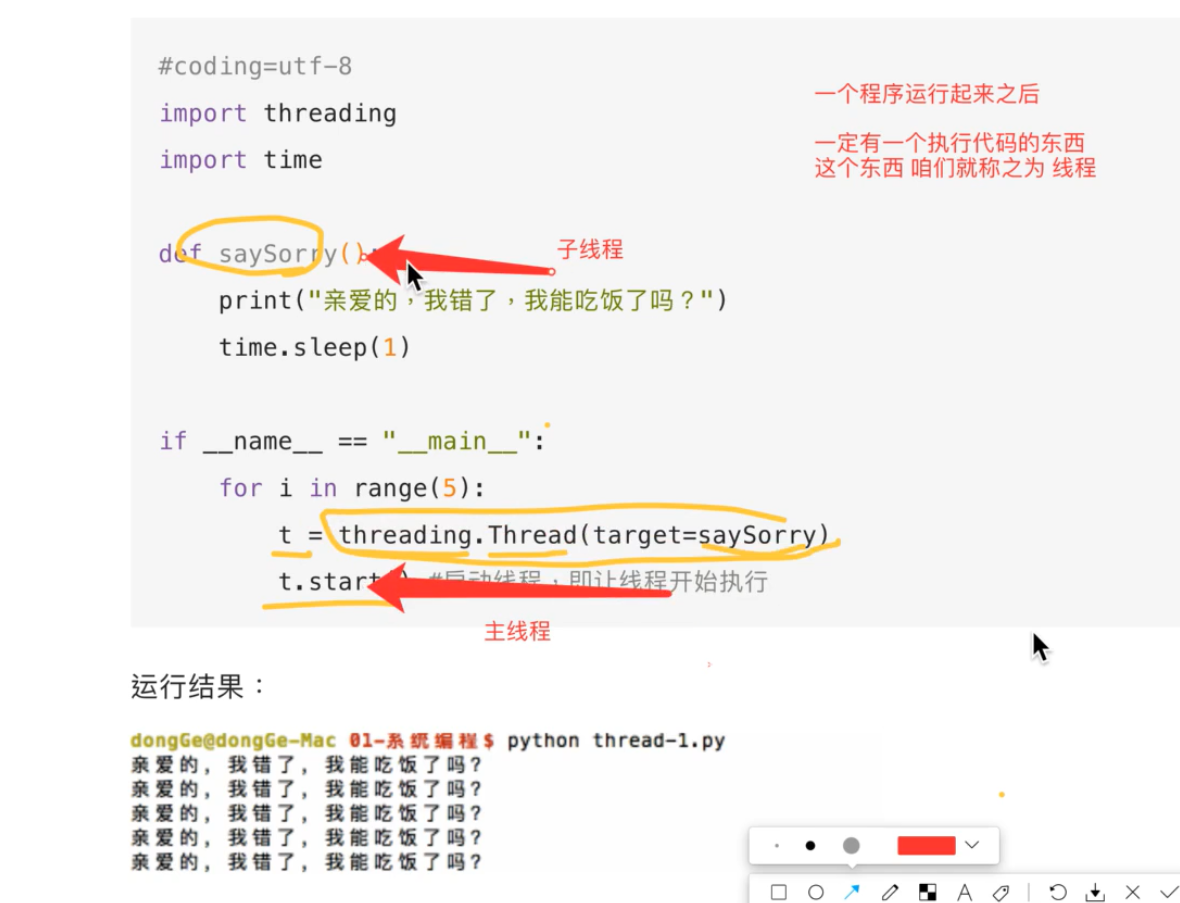 #coding=utf-8
一个程序运行起来之后
import threading
一定有一个执行代码的东西
import time
这个东西 咱们就称之为 线程
def saySorry():
子线程
print("亲爱的，我错了，我能吃饭了吗？")
time.sleep(1)
if __name__ == "__main__":
for i in range(5):
t = threading.Thread(target=saySorry)
t.start() #启动线程，即让线程开始执行
主线程
运行结果：
dongGe@dongGe-Mac 01-系统编程$ python thread-1.py
亲爱的，我错了，我能吃饭了吗？
亲爱的，我错了，我能吃饭了吗？
亲爱的，我错了，我能吃饭了吗？
亲爱的，我错了，我能吃饭了吗？
亲爱的，我错了，我能吃饭了吗？
A